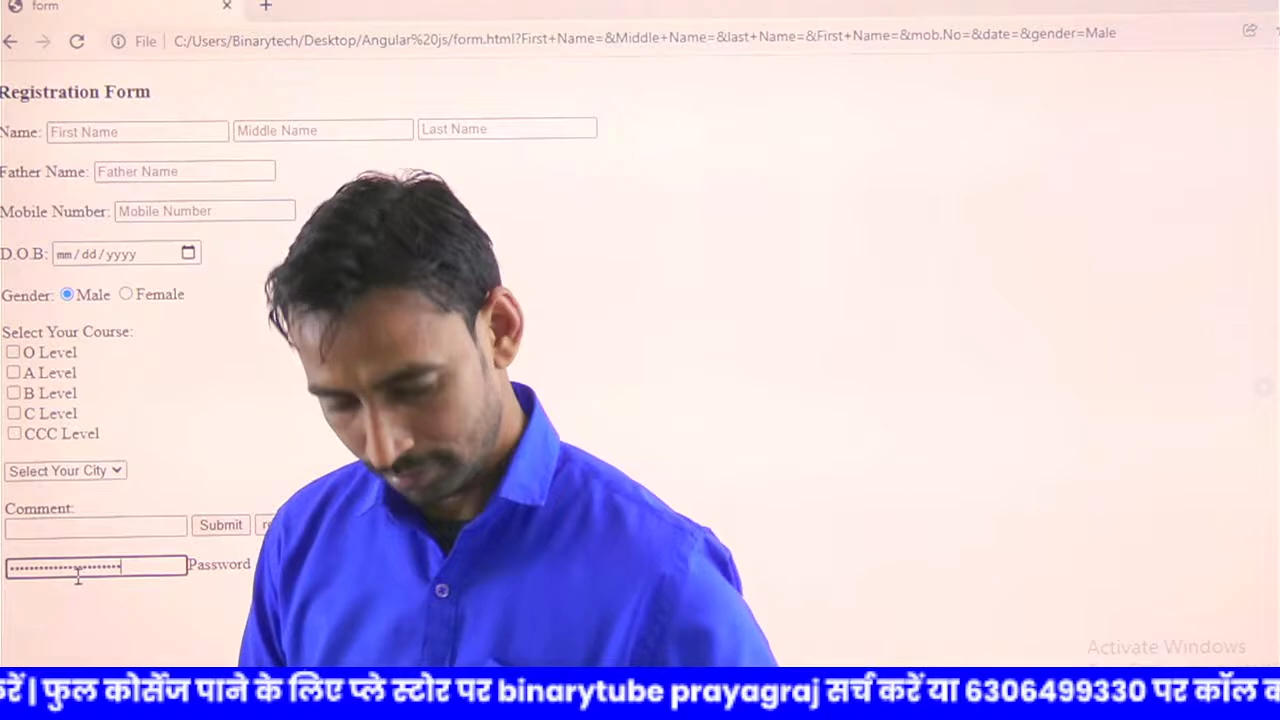 form
File C:/Users/Binarytech/Desktop/Angular%20js/form.html?First+Name=&Middle+Name=&last+Name=&First+Name=&mob.No=&date=&gender=Male
Registration Form
Name: First Name Middle Name Last Name
Father Name: Father Name
Mobile Number: Mobile Number
D.O.B: mm/dd/yyyy
Gender: Male Female
Select Your Course:
O Level
A Level
B Level
C Level
CCC Level
Select Your City
Comment:
Submit
Password
Activate Windows
फुल कोर्सेज पाने के लिए प्ले स्टोर पर binarytube prayagraj सर्च करें या 6306499330 पर कॉल